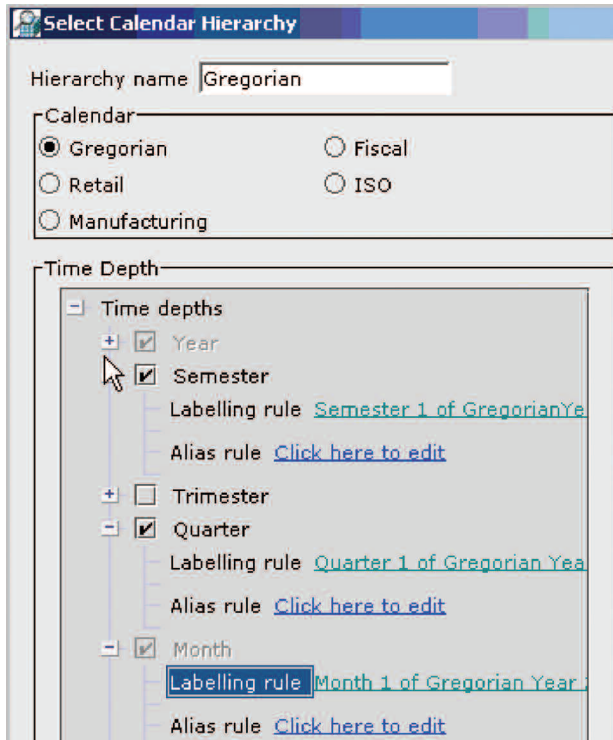 Select Calendar Hierarchy
Hierarchy name Gregorian
Calendar
Gregorian Fiscal
Retail ISO
Manufacturing
Time Depth
Time depths
Year
Semester
Labelling rule Semester 1 of GregorianYe
Alias rule Click here to edit
Trimester
Quarter
Labelling rule Quarter 1 of Gregorian Yea
Alias rule Click here to edit
Month
Labelling rule Month 1 of Gregorian Year
Alias rule Click here to edit